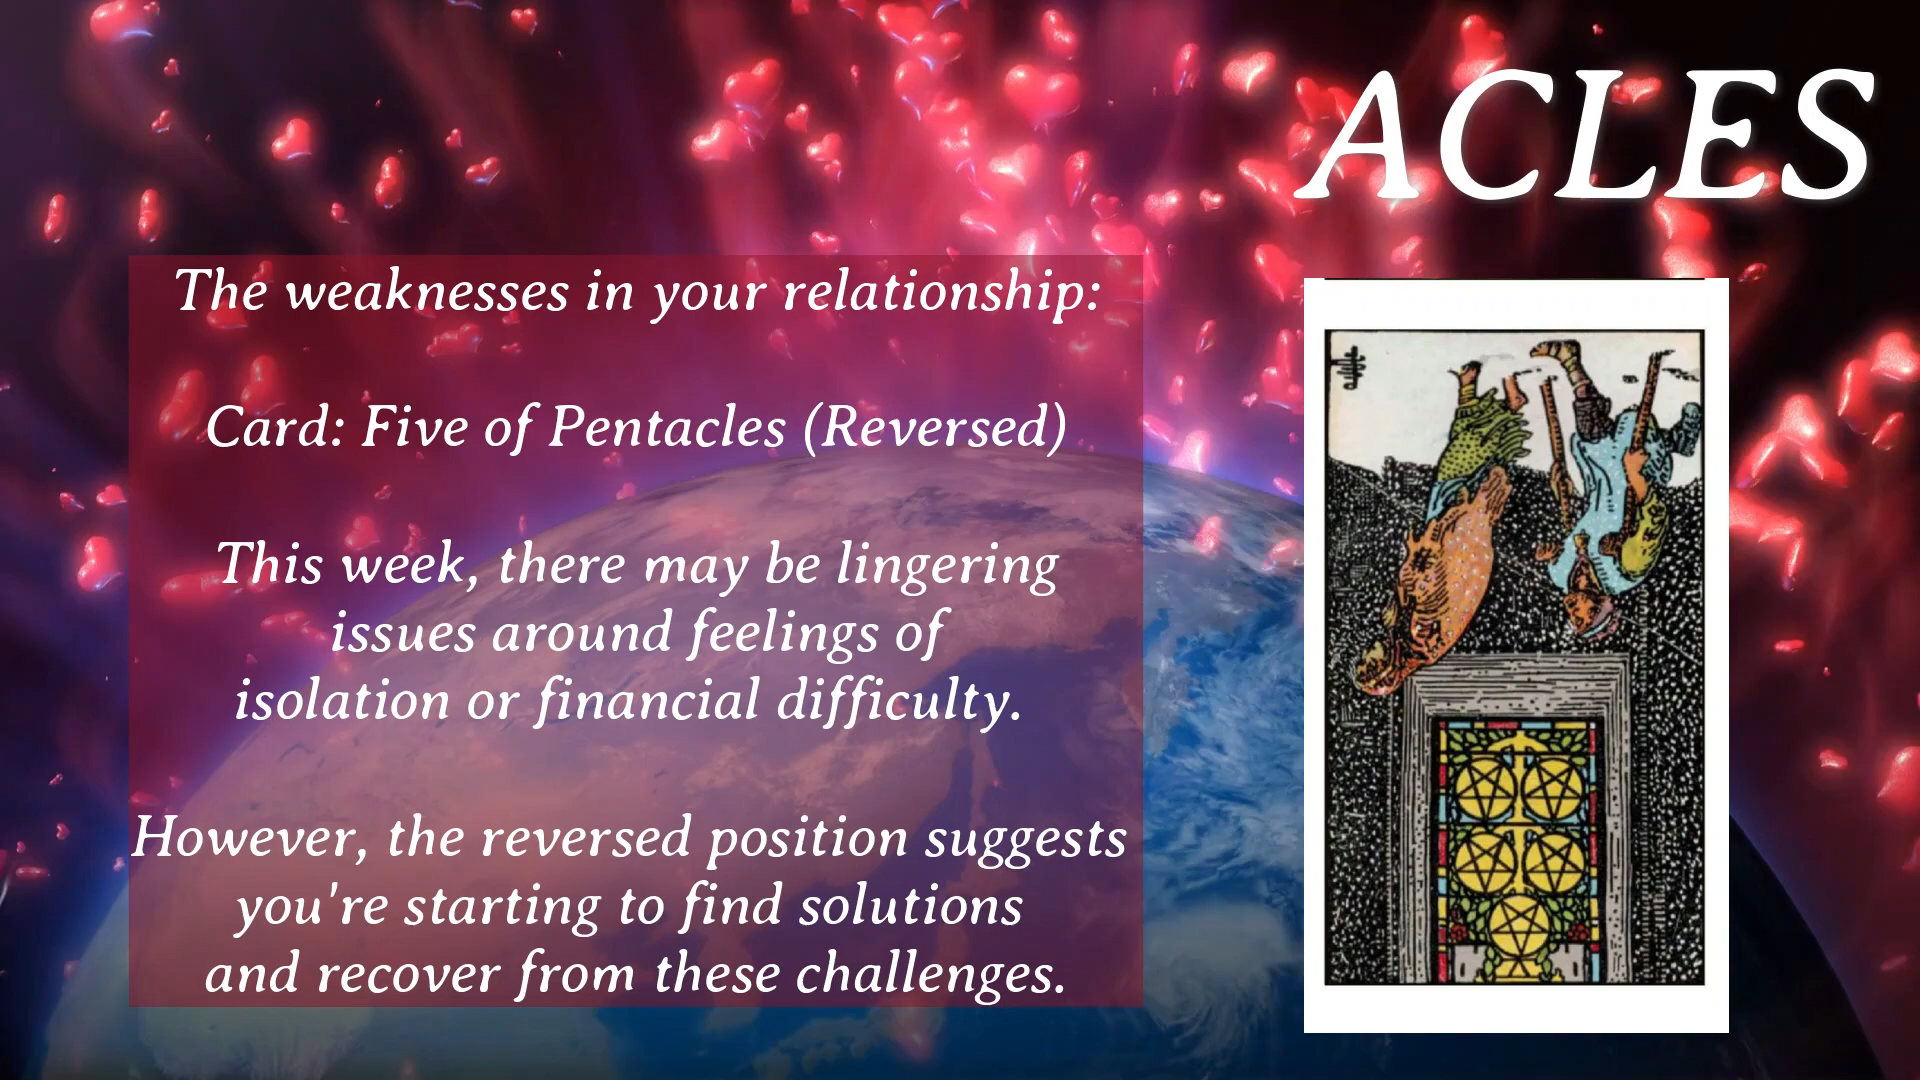 ACLES
The weaknesses in your relationship:
Card: Five of Pentacles (Reversed)
This week, there may be lingering
issues around feelings of
isolation or financial difficulty.
However, the reversed position suggests
you're starting to find solutions
and recover from these challenges.